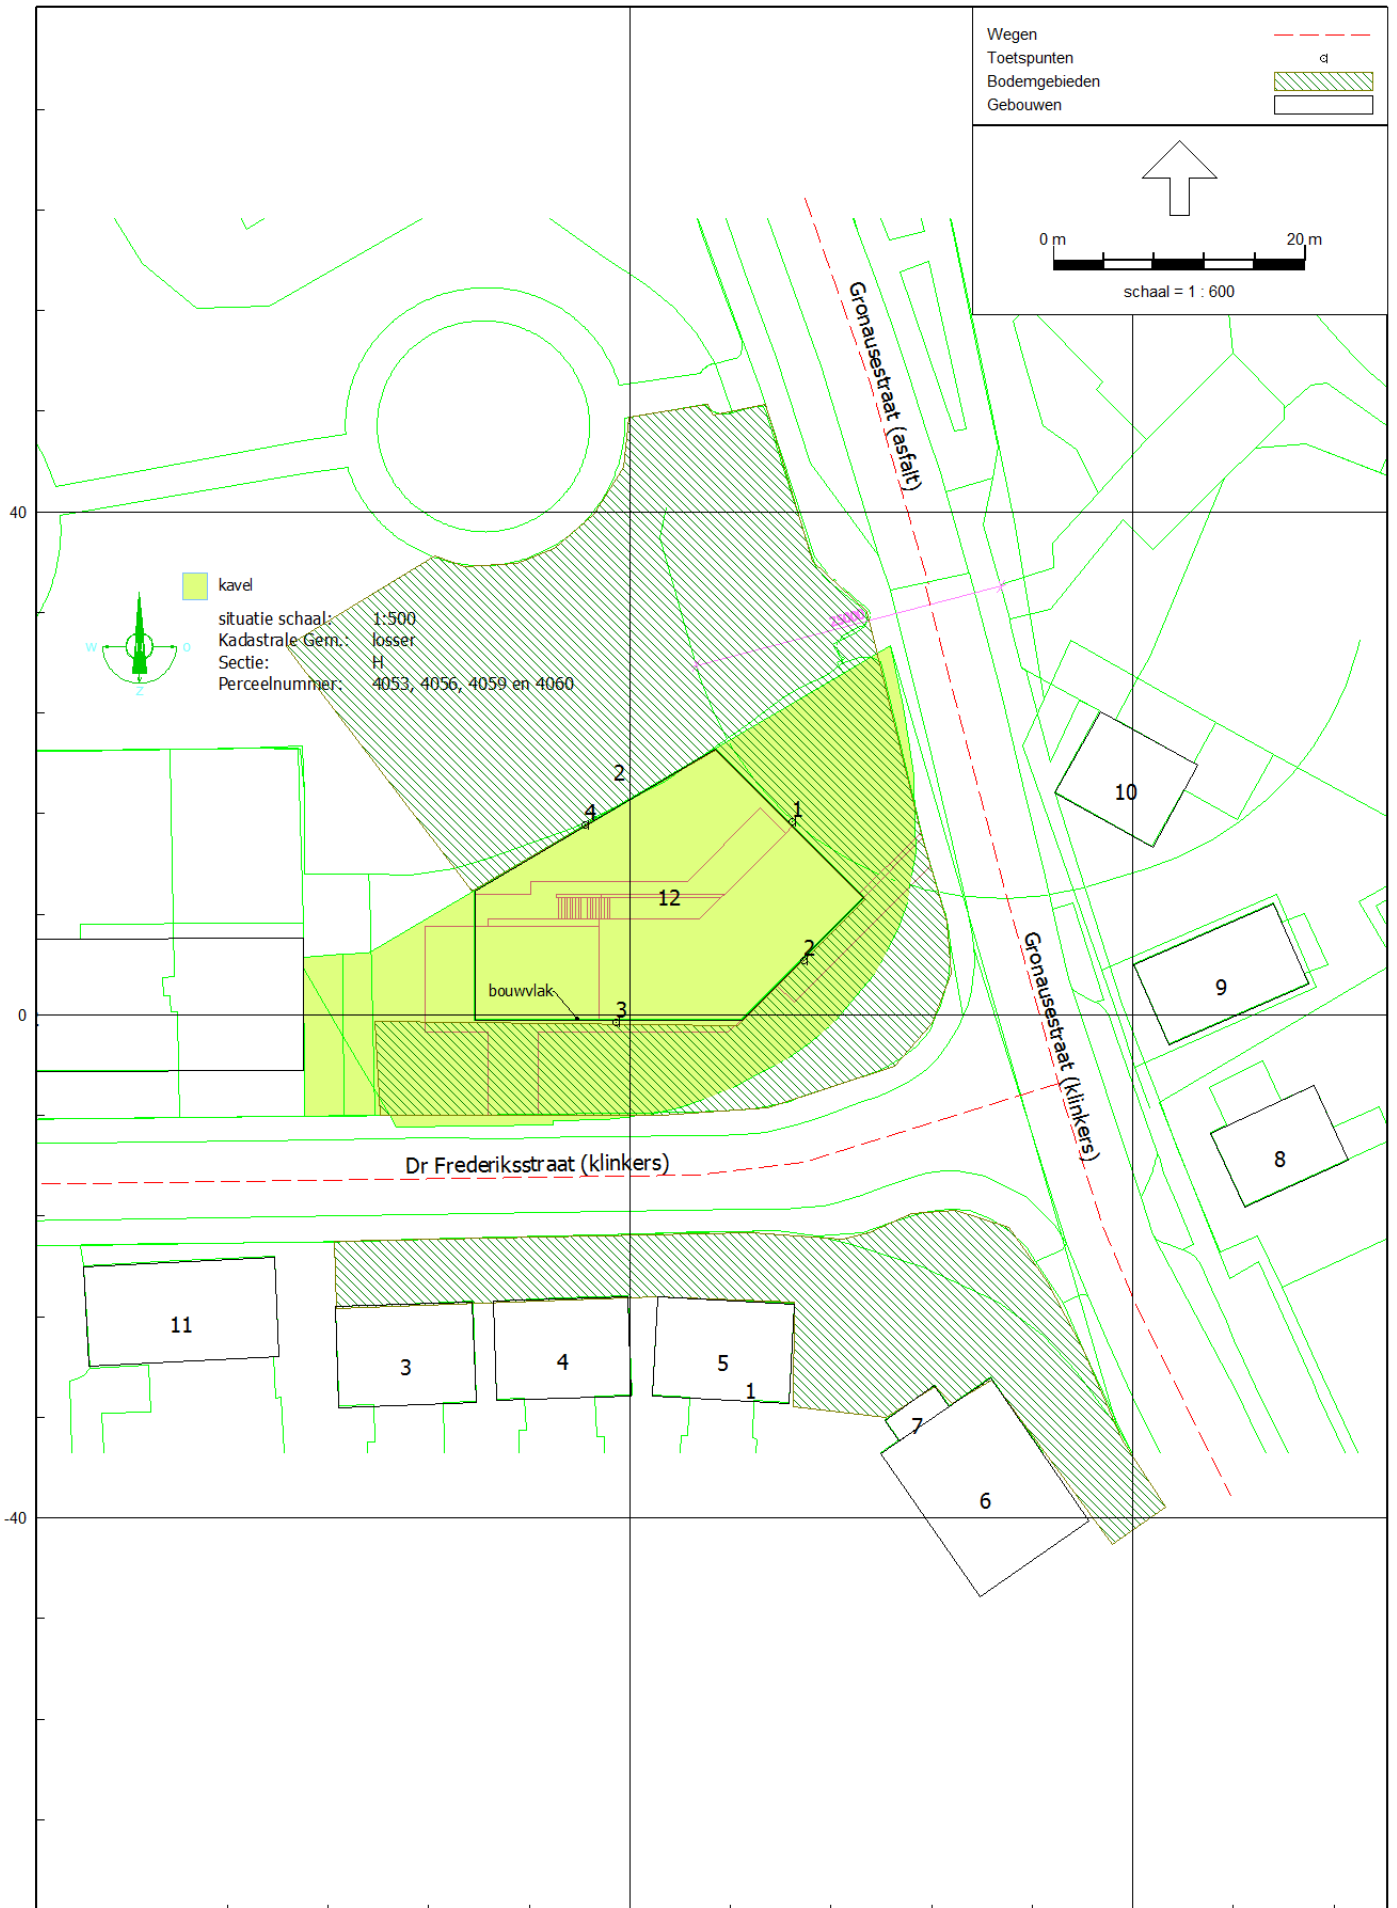 Wegen
Toetspunten
Bodemgebieden
Gebouwen
0 m 20 m
schaal = 1 : 600
Gronausestraat (asfalt)
40
kavel
situatie schaal: 1:500
Kadastrale Gem.: losser
Sectie: H
Perceelnummer: 4053, 4056, 4059 en 4060
w o
z
25000
2
4
1
10
12
2
9
bouwvlak
3
0
Gronausestraat (klinkers)
Dr Frederiksstraat (klinkers)
8
11
3
4
5
1
7
6
-40